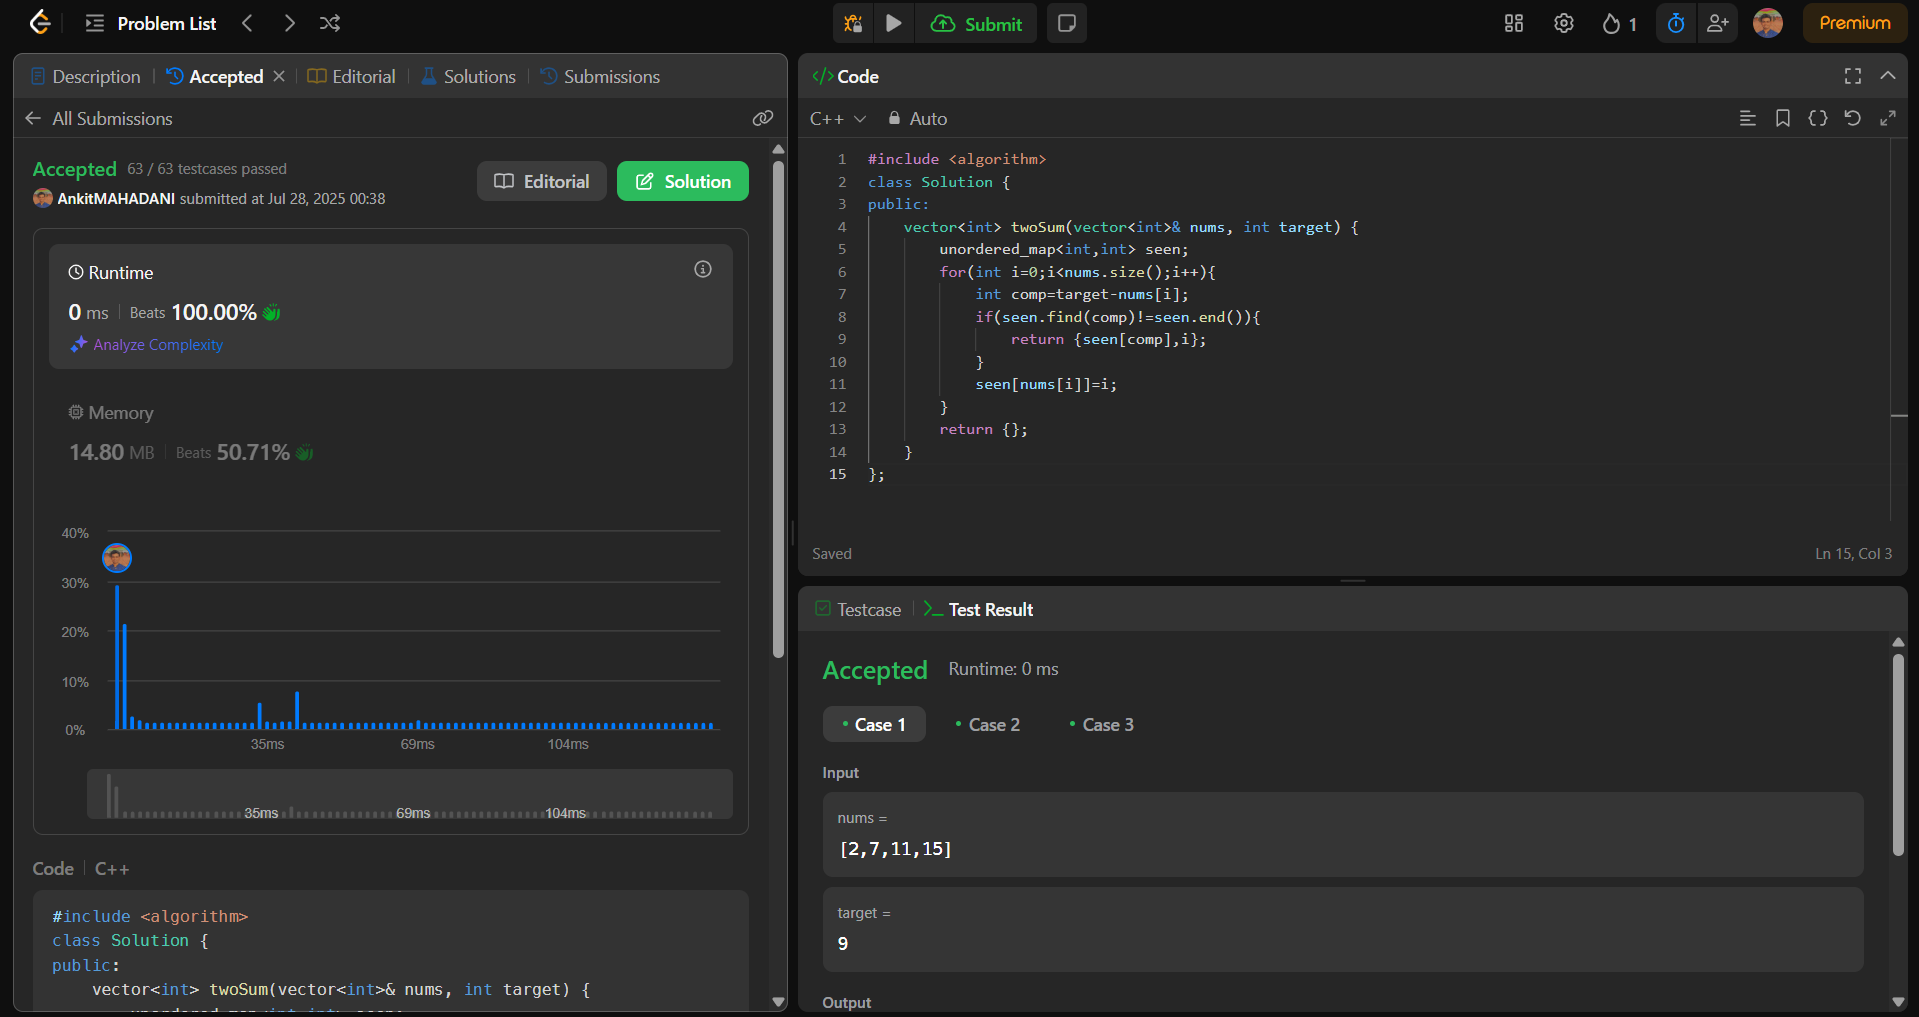 Problem List
Submit
1
Premium
Description
Accepted
Editorial
Solutions
Submissions
All Submissions
Accepted 63 / 63 testcases passed
AnkitMAHADANI submitted at Jul 28, 2025 00:38
Editorial
Solution
Runtime
0 ms Beats 100.00%
Analyze Complexity
Memory
14.80 MB Beats 50.71%
40%
30%
20%
10%
0%
35ms 69ms 104ms
35ms 69ms 104ms
Code C++
#include <algorithm>
class Solution {
public:
vector<int> twoSum(vector<int>& nums, int target) {
</> Code
C++ Auto
1 #include <algorithm>
2 class Solution {
3 public:
4 vector<int> twoSum(vector<int>& nums, int target) {
5 unordered_map<int,int> seen;
6 for(int i=0;i<nums.size();i++){
7 int comp=target-nums[i];
8 if(seen.find(comp)!=seen.end()){
9 return {seen[comp],i};
10 }
11 seen[nums[i]]=i;
12 }
13 return {};
14 }
15 };
Saved
Ln 15, Col 3
Testcase
Test Result
Accepted Runtime: 0 ms
Case 1
Case 2
Case 3
Input
nums =
[2,7,11,15]
target =
9
Output